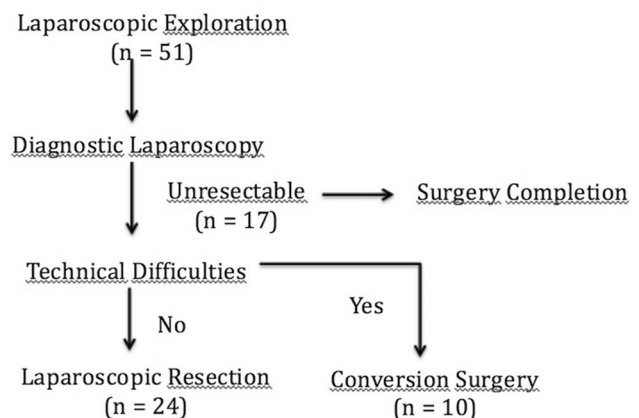 Laparoscopic Exploration
(n = 51)
Diagnostic Laparoscopy
Unresectable
(n = 17)
Surgery Completion
Technical Difficulties
Yes
No
Laparoscopic Resection
(n = 24)
Conversion Surgery
(n = 10)